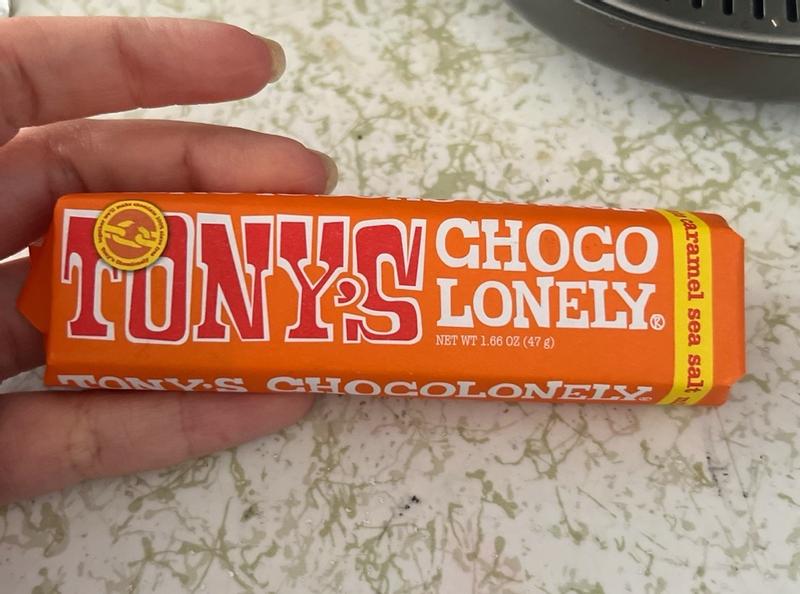 TONY'S
CHOCO
LONELY®
NET WT 1.66 OZ (47 g)
caramel sea salt
TONY'S CHOCOLONELY®